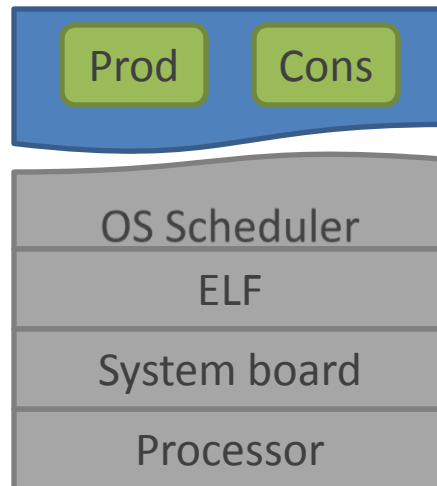 Prod Cons
OS Scheduler
ELF
System board
Processor